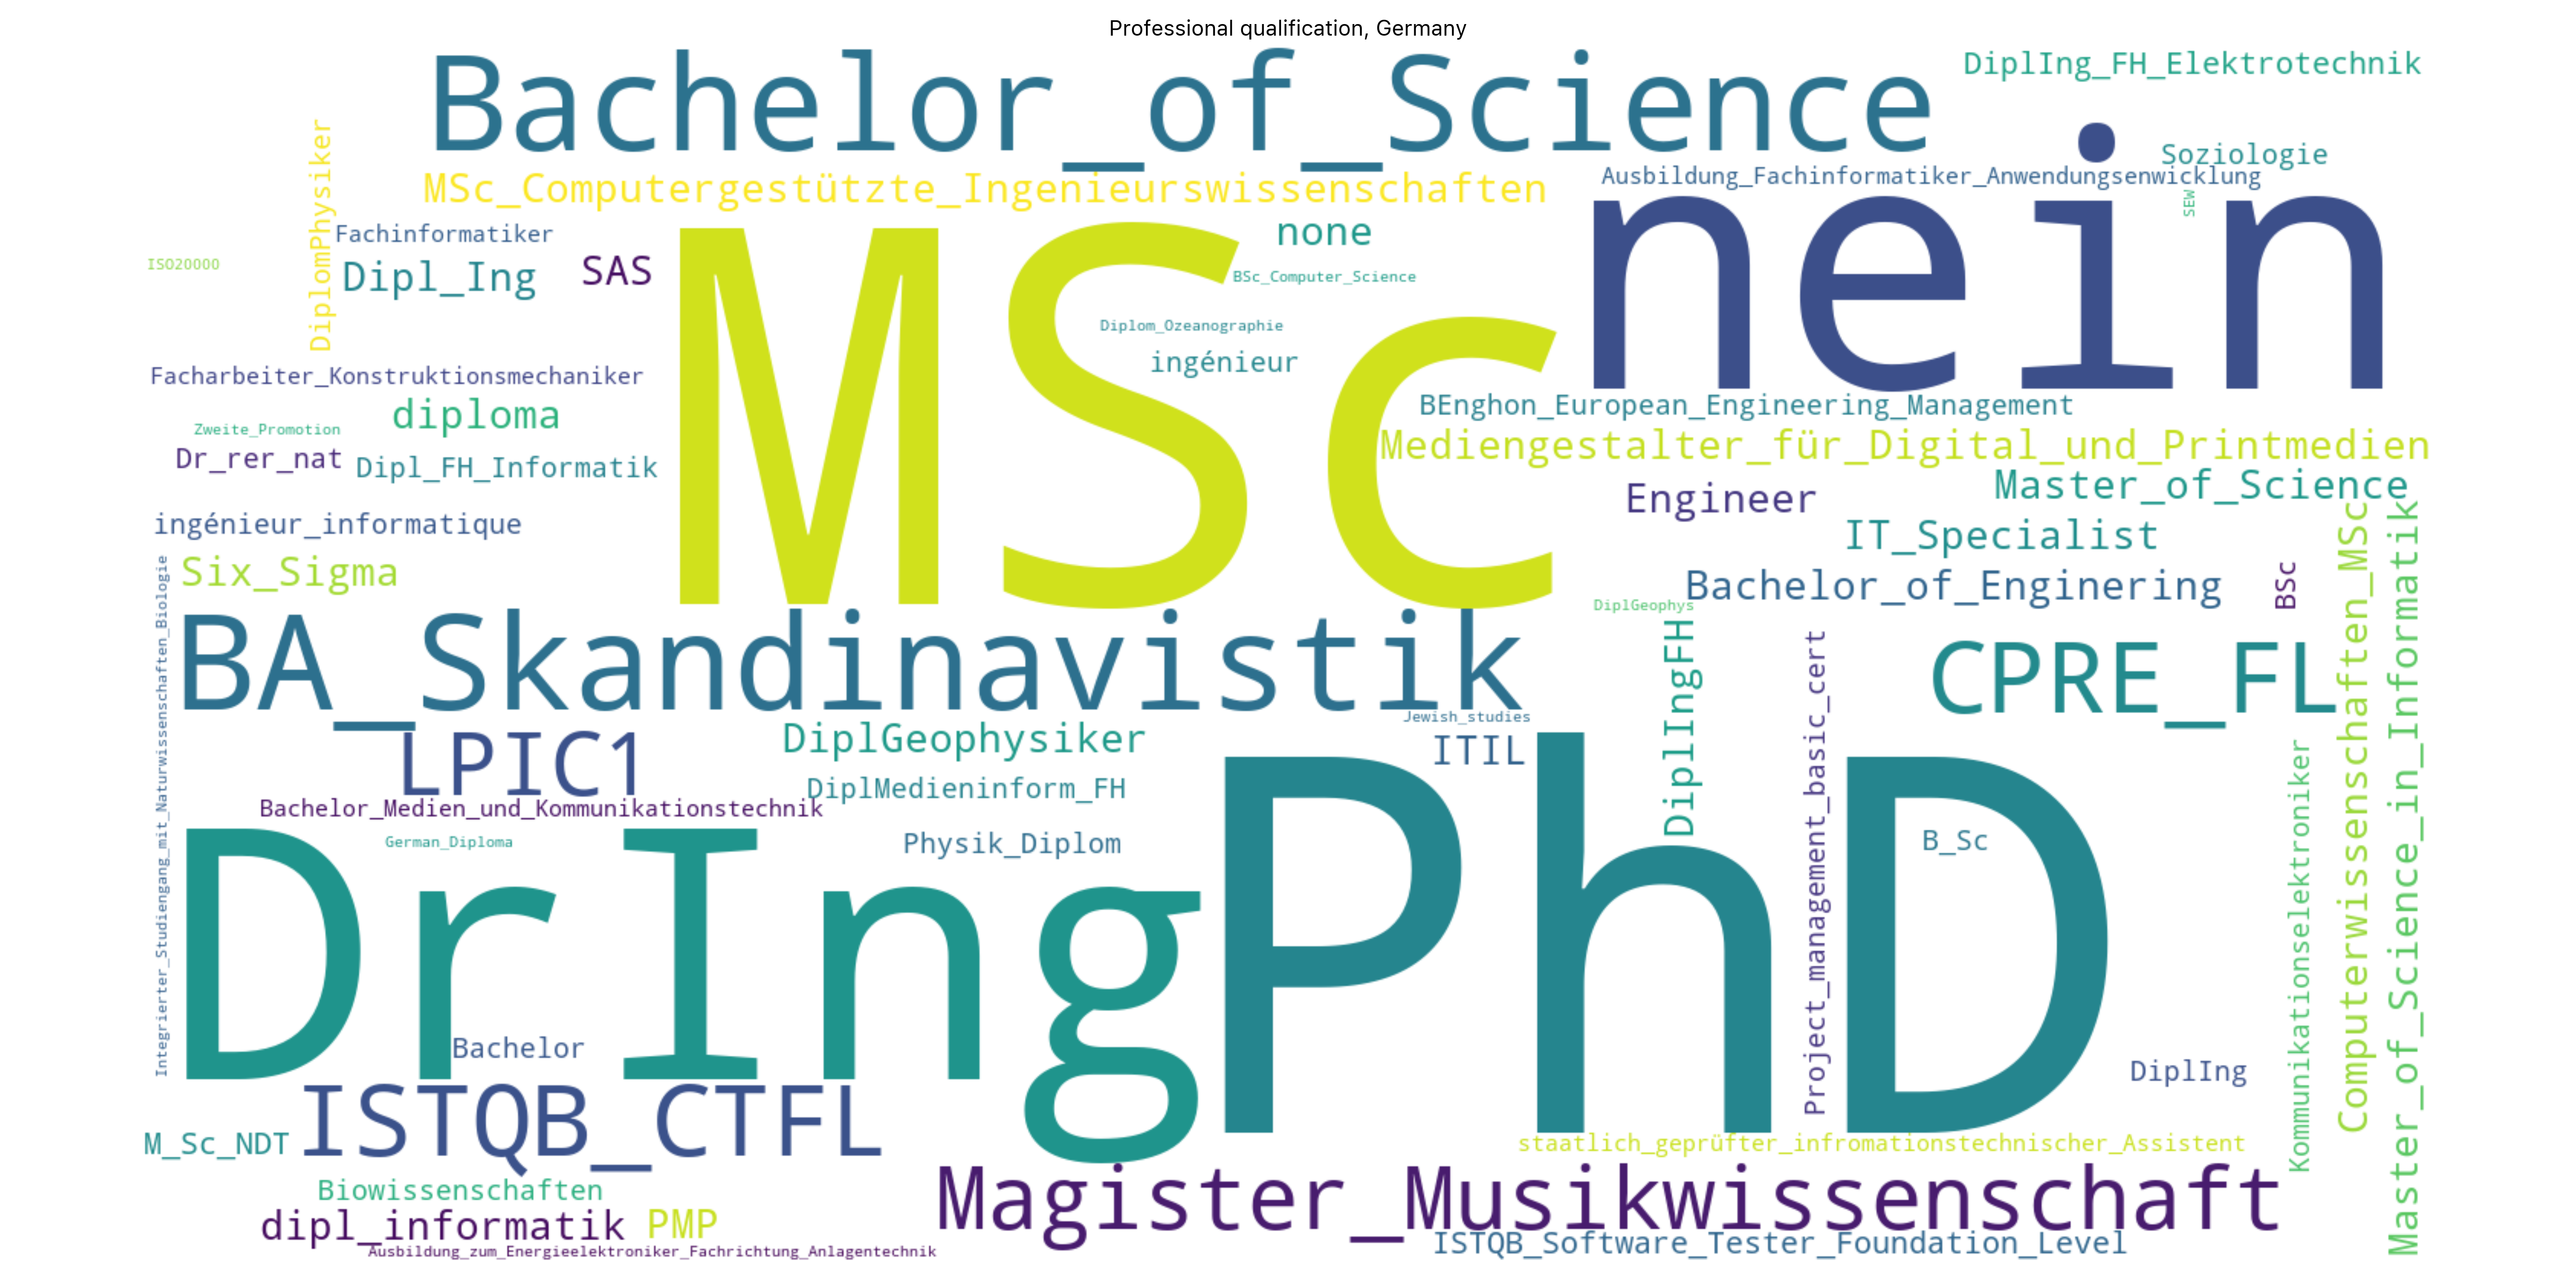 Professional qualification, Germany
Bachelor_of_Science
DiplIng_FH_Elektrotechnik
DiplomPhysiker
MSc_Computergestützte_Ingenieurswissenschaften
Ausbildung_Fachinformatiker_Anwendungsenwicklung
Soziologie
SEW
nein
Fachinformatiker
ISO20000
Dipl_Ing
SAS
MSc
none
BSc_Computer_Science
Diplom_Ozeanographie
ingénieur
Facharbeiter_Konstruktionsmechaniker
diploma
Zweite_Promotion
Dr_rer_nat
Dipl_FH_Informatik
BEnghon_European_Engineering_Management
Mediengestalter_für_Digital_und_Printmedien
Engineer
Master_of_Science
ingénieur_informatique
IT_Specialist
Six_Sigma
Bachelor_of_Enginering
BSc
Computerwissenschaften_MSc
Master_of_Science_in_Informatik
Integrierter_Studiengang_mit_Naturwissenschaften_Biologie
BA_Skandinavistik
DiplGeophys
DiplIngFH
Project_management_basic_cert
CPRE_FL
LPIC1
DiplGeophysiker
Jewish_studies
ITIL
DiplMedieninform_FH
Bachelor_Medien_und_Kommunikationstechnik
German_Diploma
Physik_Diplom
DrIng
PhD
B_Sc
Kommunikationselektroniker
Bachelor
DiplIng
ISTQB_CTFL
M_Sc_NDT
staatlich_geprüfter_infromationstechnischer_Assistent
Biowissenschaften
Magister_Musikwissenschaft
dipl_informatik
PMP
ISTQB_Software_Tester_Foundation_Level
Ausbildung_zum_Energieelektroniker_Fachrichtung_Anlagentechnik